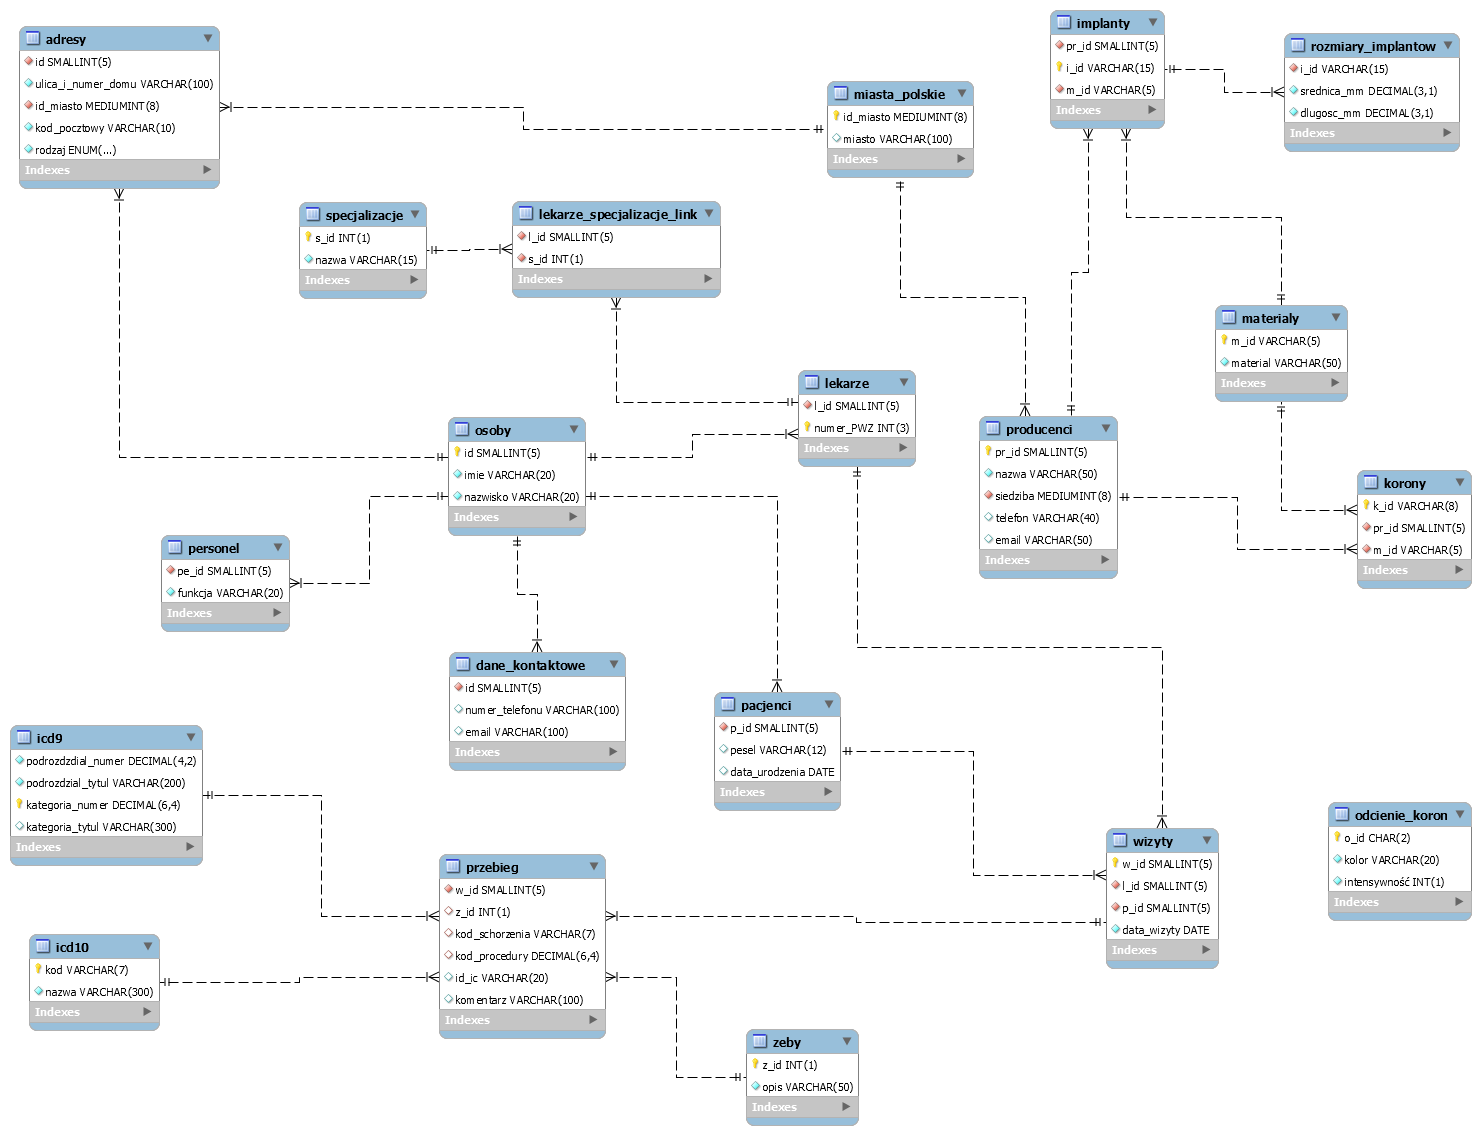 adresy
id SMALLINT(5)
ulica_i_numer_domu VARCHAR(100)
id_miasto MEDIUMINT(8)
kod_pocztowy VARCHAR(10)
rodzaj ENUM(...)
Indexes
miasta_polskie
id_miasto MEDIUMINT(8)
miasto VARCHAR(100)
Indexes
implanty
pr_id SMALLINT(5)
i_id VARCHAR(15)
m_id VARCHAR(5)
Indexes
rozmiary_implantow
i_id VARCHAR(15)
srednica_mm DECIMAL(3,1)
dlugosc_mm DECIMAL(3,1)
Indexes
specjalizacje
s_id INT(1)
nazwa VARCHAR(15)
Indexes
lekarze_specjalizacje_link
l_id SMALLINT(5)
s_id INT(1)
Indexes
materialy
m_id VARCHAR(5)
material VARCHAR(50)
Indexes
lekarze
l_id SMALLINT(5)
numer_PWZ INT(3)
Indexes
osoby
id SMALLINT(5)
imie VARCHAR(20)
nazwisko VARCHAR(20)
Indexes
producenci
pr_id SMALLINT(5)
nazwa VARCHAR(50)
siedziba MEDIUMINT(8)
telefon VARCHAR(40)
email VARCHAR(50)
Indexes
korony
k_id VARCHAR(8)
pr_id SMALLINT(5)
m_id VARCHAR(5)
Indexes
personel
pe_id SMALLINT(5)
funkcja VARCHAR(20)
Indexes
dane_kontaktowe
id SMALLINT(5)
numer_telefonu VARCHAR(100)
email VARCHAR(100)
Indexes
pacjenci
p_id SMALLINT(5)
pesel VARCHAR(12)
data_urodzenia DATE
Indexes
icd9
podrozdzdial_numer DECIMAL(4,2)
podrozdzial_tytul VARCHAR(200)
kategoria_numer DECIMAL(6,4)
kategoria_tytul VARCHAR(300)
Indexes
odcienie_koron
o_id CHAR(2)
kolor VARCHAR(20)
intensywność INT(1)
Indexes
wizyty
w_id SMALLINT(5)
l_id SMALLINT(5)
p_id SMALLINT(5)
data_wizyty DATE
Indexes
przebieg
w_id SMALLINT(5)
z_id INT(1)
kod_schorzenia VARCHAR(7)
kod_procedury DECIMAL(6,4)
id_ic VARCHAR(20)
komentarz VARCHAR(100)
Indexes
icd10
kod VARCHAR(7)
nazwa VARCHAR(300)
Indexes
zeby
z_id INT(1)
opis VARCHAR(50)
Indexes